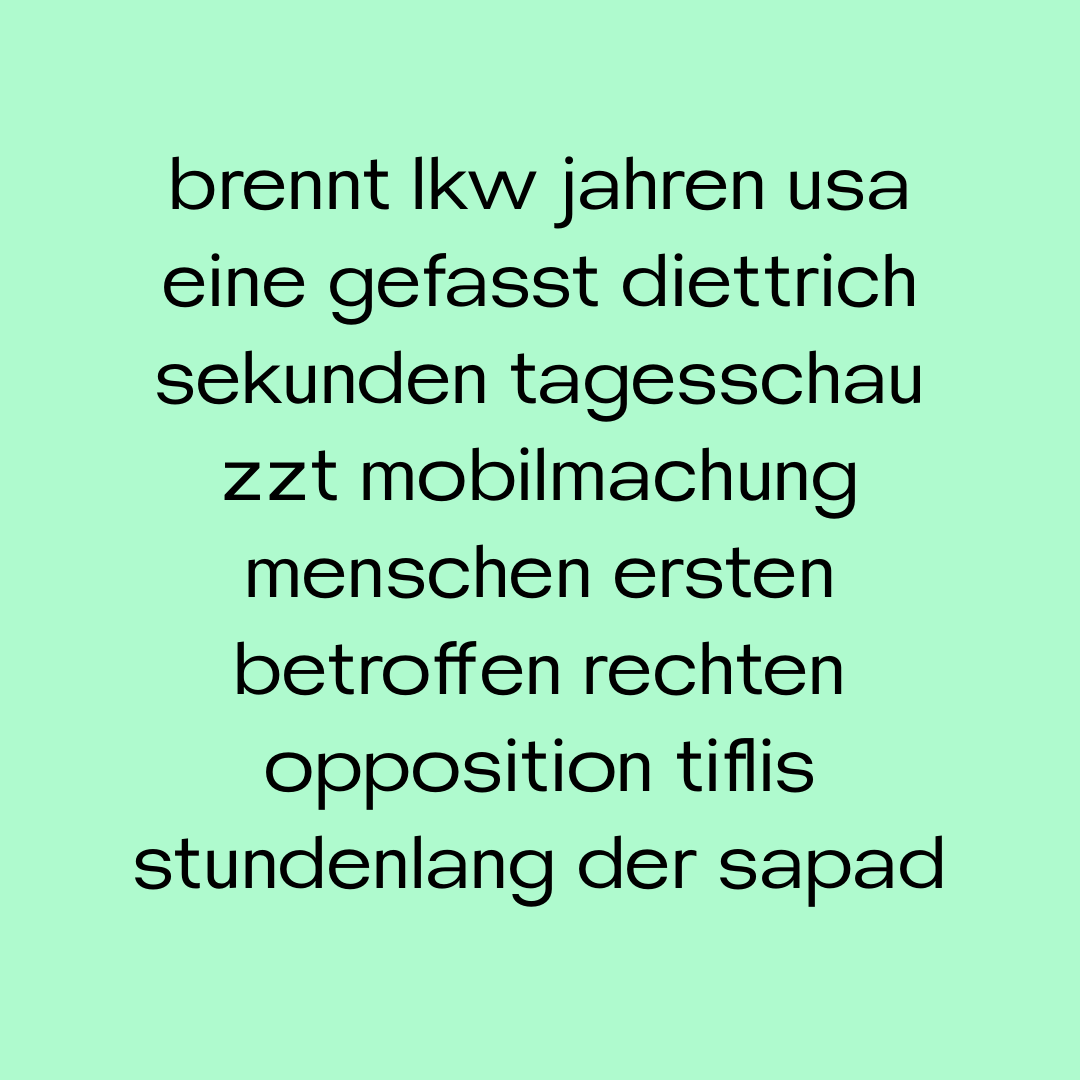 brennt lkw jahren usa
eine gefasst diettrich
sekunden tagesschau
zzt mobilmachung
menschen ersten
betroffen rechten
opposition tiflis
stundenlang der sapad